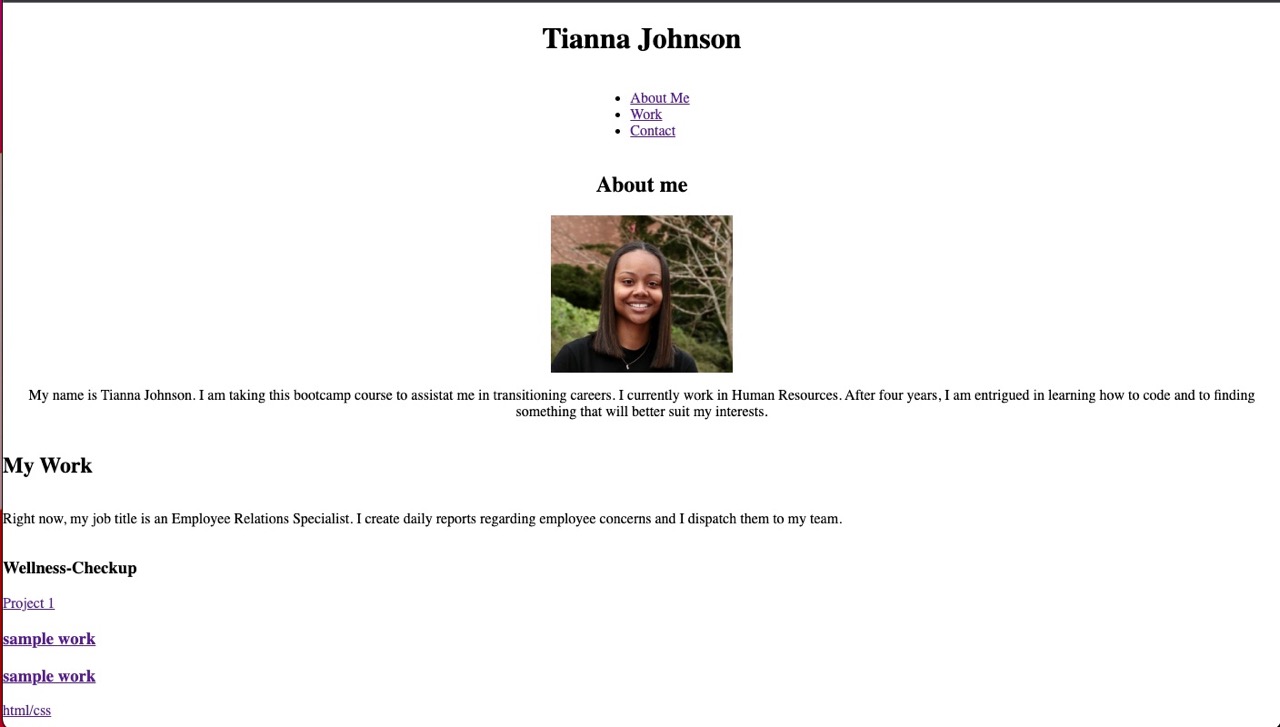 Tianna Johnson
About Me
Work
Contact
About me
My name is Tianna Johnson. I am taking this bootcamp course to assistat me in transitioning careers. I currently work in Human Resources. After four years, I am entrigued in learning how to code and to finding
something that will better suit my interests.
My Work
Right now, my job title is an Employee Relations Specialist. I create daily reports regarding employee concerns and I dispatch them to my team.
Wellness-Checkup
Project 1
sample work
sample work
html/css